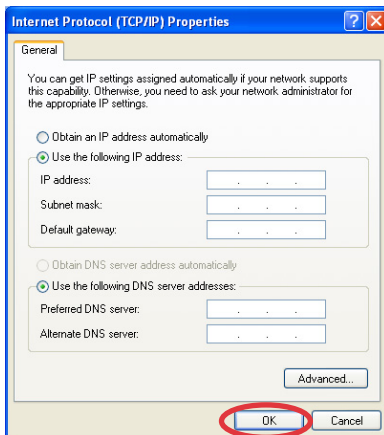 Internet Protocol (TCP/IP) Properties
General
You can get IP settings assigned automatically if your network supports
this capability. Otherwise, you need to ask your network administrator for
the appropriate IP settings.
Obtain an IP address automatically
Use the following IP address:
IP address:
Subnet mask:
Default gateway:
Obtain DNS server address automatically
Use the following DNS server addresses:
Preferred DNS server:
Alternate DNS server:
Advanced...
OK Cancel